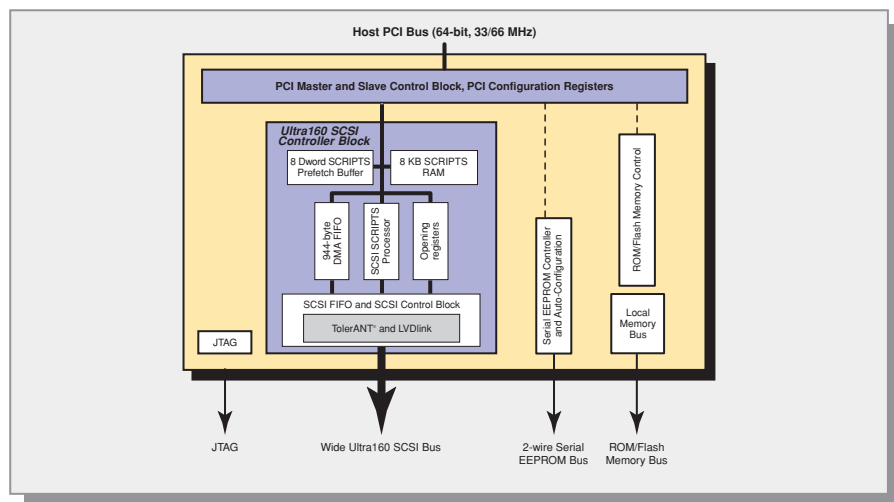 Host PCI Bus (64-bit, 33/66 MHz)
PCI Master and Slave Control Block, PCI Configuration Registers
Ultra160 SCSI
Controller Block
8 Dword SCRIPTS
Prefetch Buffer
8 KB SCRIPTS
RAM
944-byte
DMA FIFO
SCSI SCRIPTS
Processor
Opening
registers
SCSI FIFO and SCSI Control Block
TolerANT® and LVDlink
Serial EEPROM Controller
and Auto-Configuration
ROM/Flash Memory Control
Local
Memory
Bus
JTAG
JTAG
Wide Ultra160 SCSI Bus
2-wire Serial
EEPROM Bus
ROM/Flash
Memory Bus